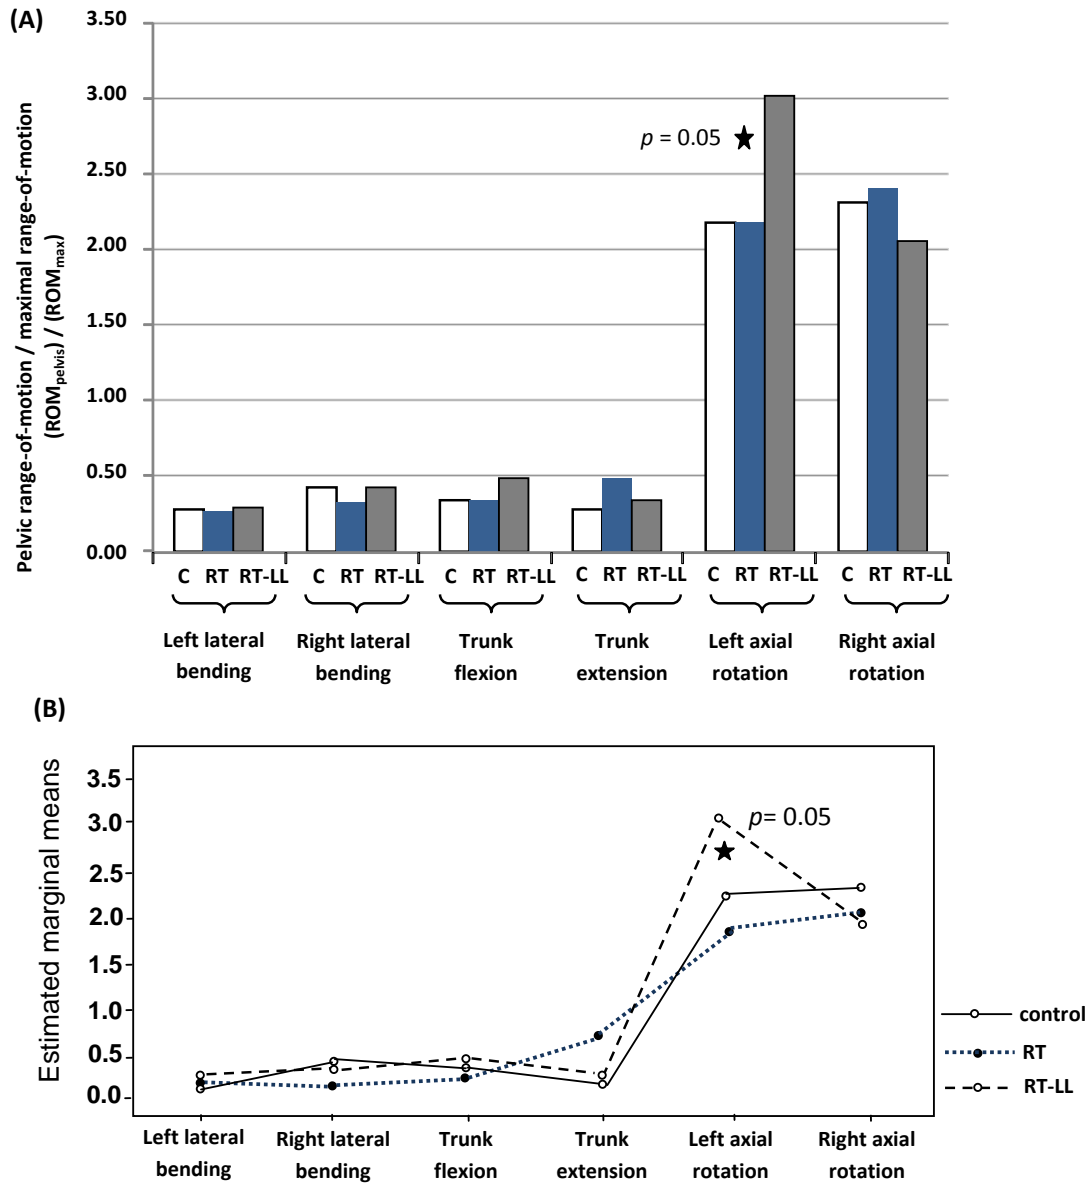 (A)
Pelvic range-of-motion / maximal range-of-motion
(ROMpelvis) / (ROMmax)
3.50
3.00
2.50
2.00
1.50
1.00
0.50
0.00
p = 0.05
C RT RT-LL C RT RT-LL C RT RT-LL C RT RT-LL C RT RT-LL C RT RT-LL
Left lateral Right lateral Trunk Trunk Left axial Right axial
bending bending flexion extension rotation rotation
(B)
Estimated marginal means
3.5
3.0
2.5
2.0
1.5
1.0
0.5
0.0
p= 0.05
control
RT
RT-LL
Left lateral Right lateral Trunk Trunk Left axial Right axial
bending bending flexion extension rotation rotation